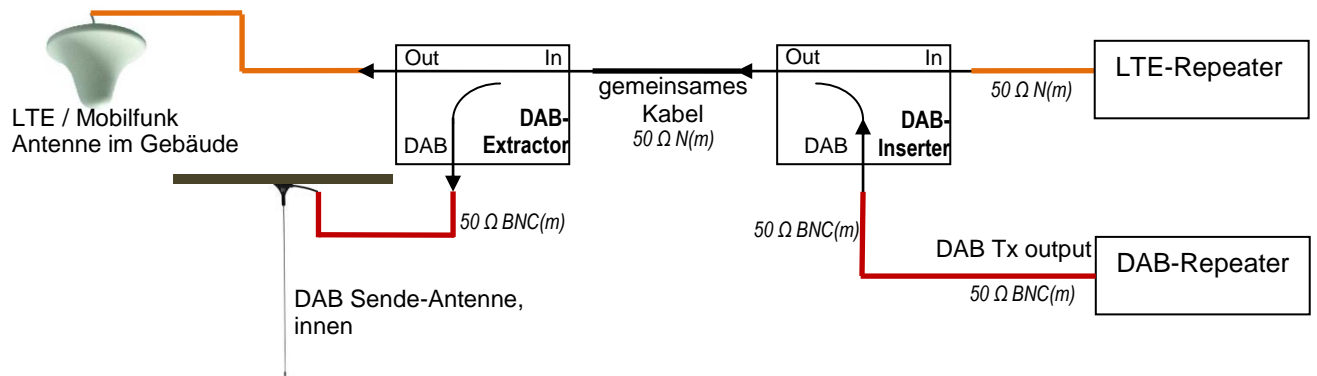 LTE / Mobilfunk
Antenne im Gebäude
Out In
DAB-
Extractor
DAB
gemeinsames
Kabel
50 Ω N(m)
Out In
DAB-
Inserter
DAB
50 Ω N(m)
LTE-Repeater
50 Ω BNC(m)
50 Ω BNC(m)
DAB Tx output
50 Ω BNC(m)
DAB-Repeater
DAB Sende-Antenne,
innen